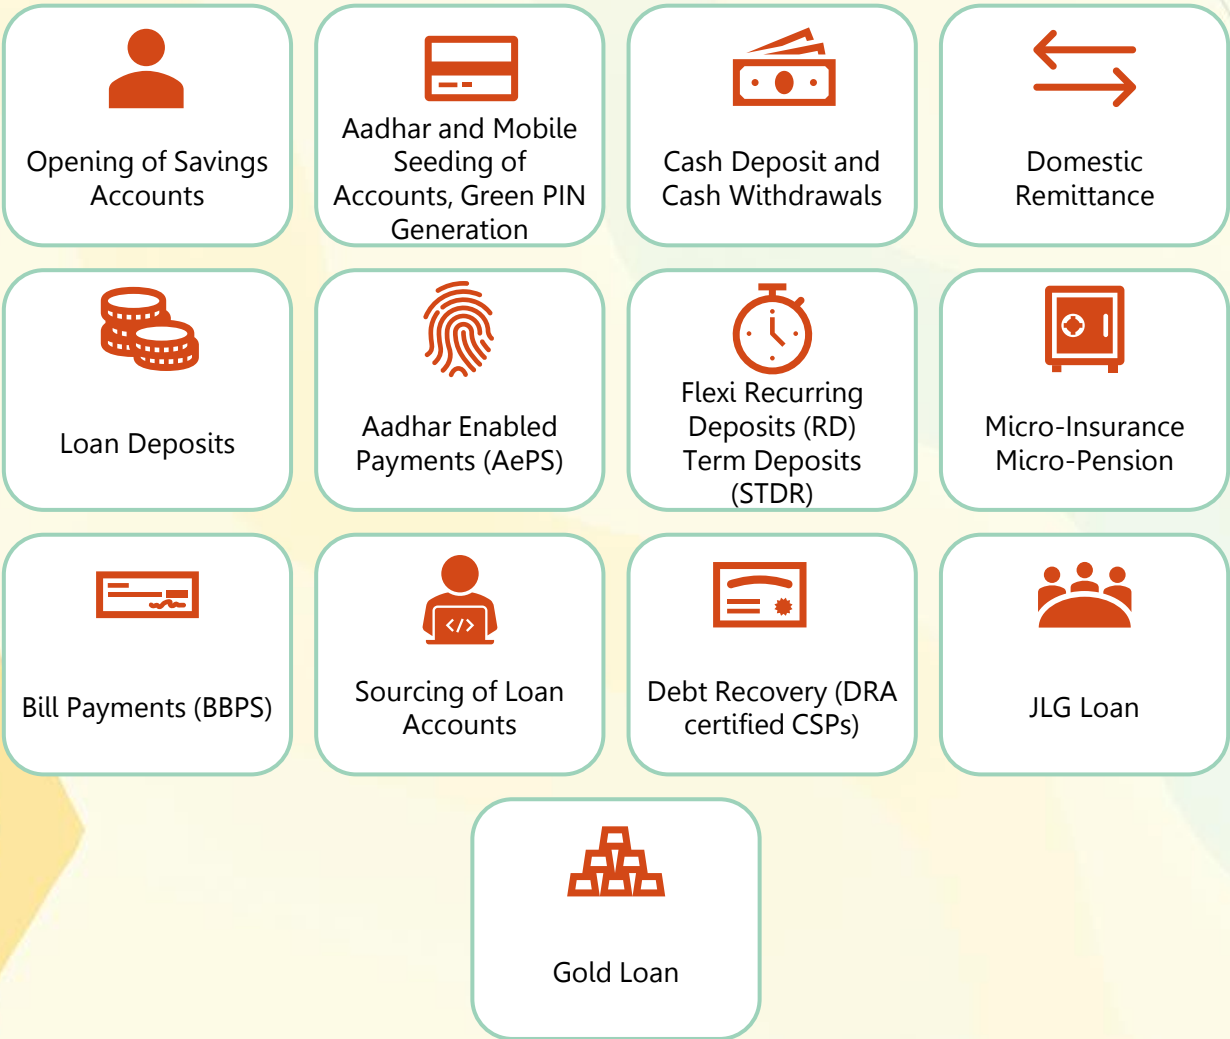 Opening of Savings
Accounts
Aadhar and Mobile
Seeding of
Accounts, Green PIN
Generation
Cash Deposit and
Cash Withdrawals
Domestic
Remittance
Loan Deposits
Aadhar Enabled
Payments (AePS)
Flexi Recurring
Deposits (RD)
Term Deposits
(STDR)
Micro-Insurance
Micro-Pension
Bill Payments (BBPS)
</>
Sourcing of Loan
Accounts
Debt Recovery (DRA
certified CSPs)
JLG Loan
Gold Loan